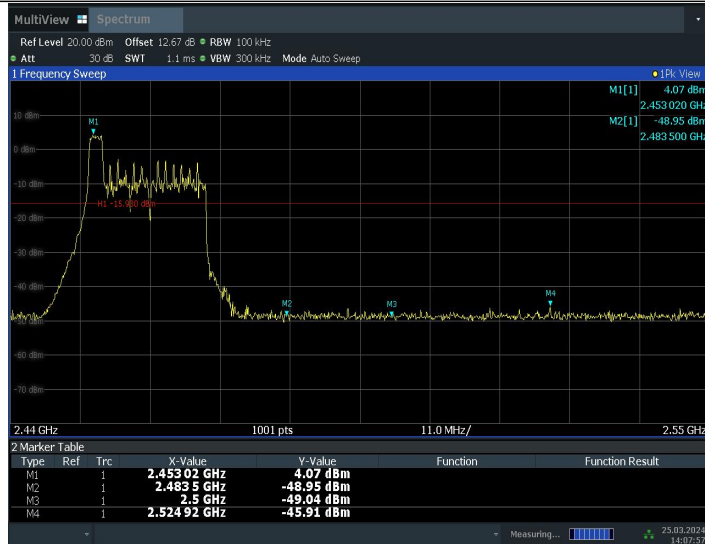 MultiView Spectrum
Ref Level 20.00 dBm Offset 12.67 dB RBW 100 kHz
Att 30 dB SWT 1.1 ms VBW 300 kHz Mode Auto Sweep
1 Frequency Sweep 1Pk View
M1[1] 4.07 dBm
2.453 020 GHz
M2[1] -48.95 dBm
2.483 500 GHz
10 dBm
M1
0 dBm
-10 dBm
H1 -15.930 dBm
-20 dBm
-30 dBm
-40 dBm
M2 M3 M4
-50 dBm
-60 dBm
-70 dBm
2.44 GHz 1001 pts 11.0 MHz/ 2.55 GHz
2 Marker Table
Type Ref Trc X-Value Y-Value Function Function Result
M1 1 2.453 02 GHz 4.07 dBm
M2 1 2.483 5 GHz -48.95 dBm
M3 1 2.5 GHz -49.04 dBm
M4 1 2.524 92 GHz -45.91 dBm
Measuring... 25.03.2024
14:07:57